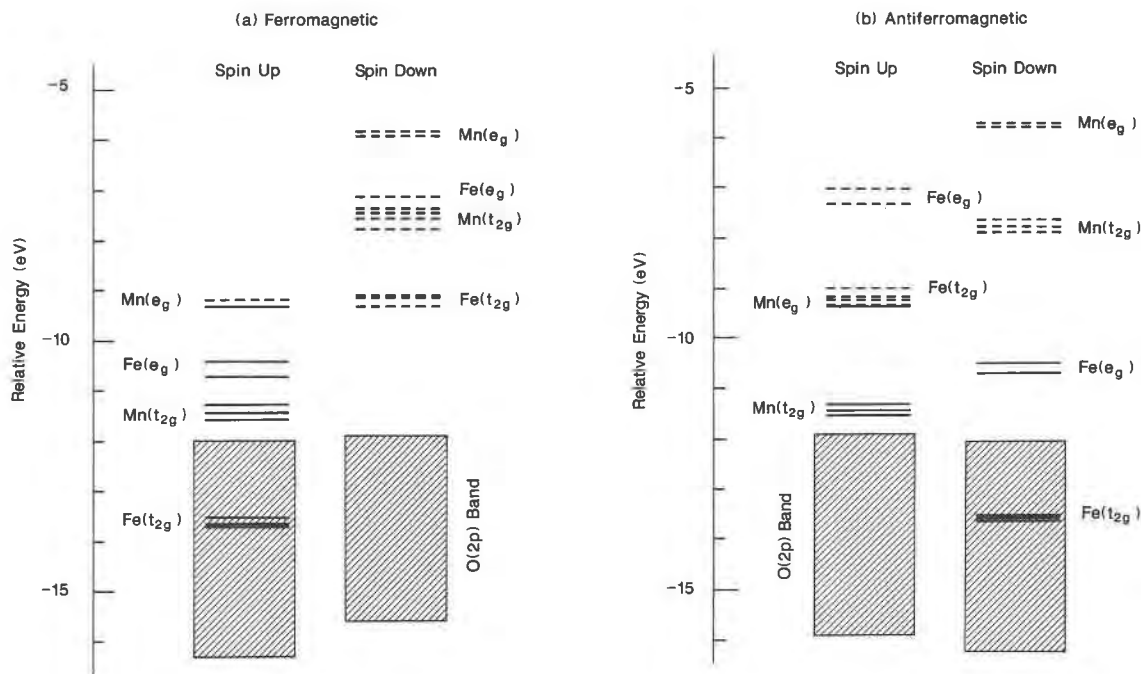 (a) Ferromagnetic
Spin Up
Spin Down
Relative Energy (eV)
-5
-10
-15
Mn(eg)
Fe(eg)
Mn(t2g)
Fe(t2g)
Mn(eg)
Fe(eg)
Mn(t2g)
Fe(t2g)
O(2p) Band
(b) Antiferromagnetic
Spin Up
Spin Down
Relative Energy (eV)
-5
-10
-15
Fe(eg)
Fe(t2g)
Mn(eg)
Mn(t2g)
O(2p) Band
Mn(eg)
Mn(t2g)
Fe(eg)
Fe(t2g)